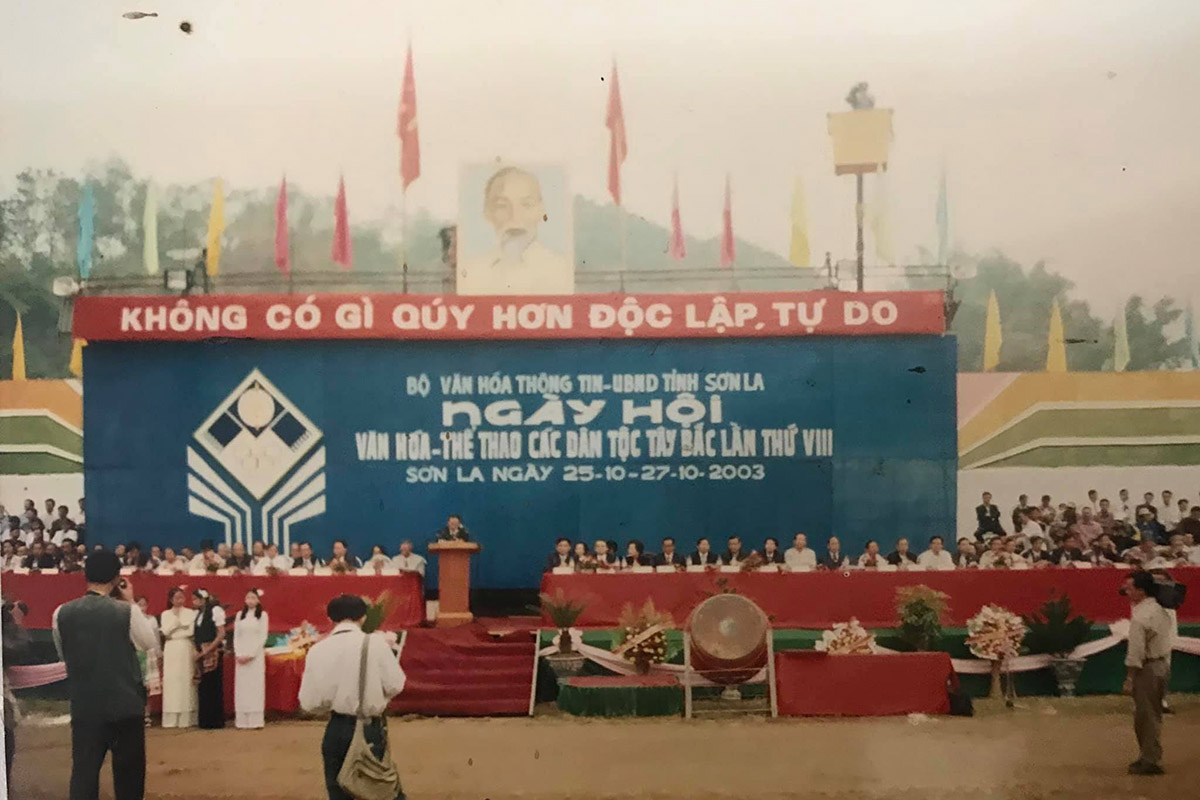 KHÔNG CÓ GÌ QÚY HƠN ĐỘC LẬP, TỰ DO
BỘ VĂN HÓA THÔNG TIN-UBND TỈNH SƠN LA
NGÀY HỘI
VĂN HÓA-THỂ THAO CÁC DÂN TỘC TÂY BẮC LẦN THỨ VIII
SƠN LA NGÀY 25-10-27-10-2003